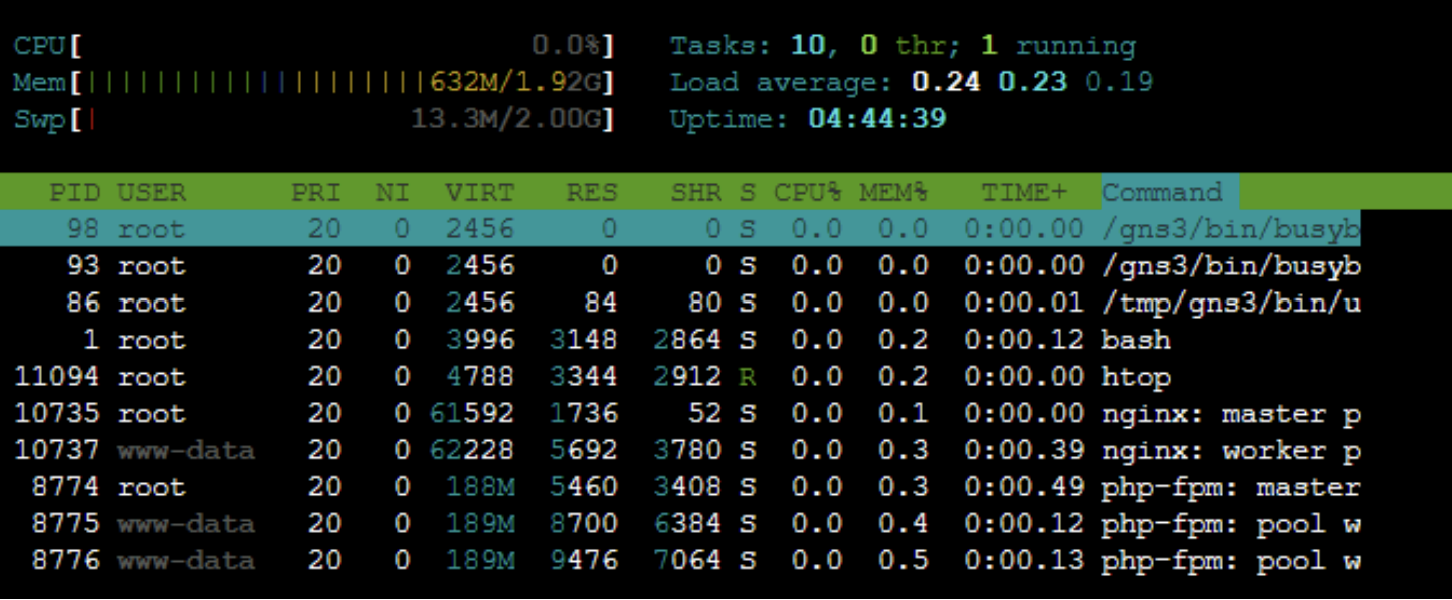 CPU[ 0.0%] Tasks: 10, 0 thr; 1 running
Mem[||||||||||||||||||||632M/1.92G] Load average: 0.24 0.23 0.19
Swp[| 13.3M/2.00G] Uptime: 04:44:39
PID USER PRI NI VIRT RES SHR S CPU% MEM% TIME+ Command
98 root 20 0 2456 0 0 S 0.0 0.0 0:00.00 /gns3/bin/busyb
93 root 20 0 2456 0 0 S 0.0 0.0 0:00.00 /gns3/bin/busyb
86 root 20 0 2456 84 80 S 0.0 0.0 0:00.01 /tmp/gns3/bin/u
1 root 20 0 3996 3148 2864 S 0.0 0.2 0:00.12 bash
11094 root 20 0 4788 3344 2912 R 0.0 0.2 0:00.00 htop
10735 root 20 0 61592 1736 52 S 0.0 0.1 0:00.00 nginx: master p
10737 www-data 20 0 62228 5692 3780 S 0.0 0.3 0:00.39 nginx: worker p
8774 root 20 0 188M 5460 3408 S 0.0 0.3 0:00.49 php-fpm: master
8775 www-data 20 0 189M 8700 6384 S 0.0 0.4 0:00.12 php-fpm: pool w
8776 www-data 20 0 189M 9476 7064 S 0.0 0.5 0:00.13 php-fpm: pool w